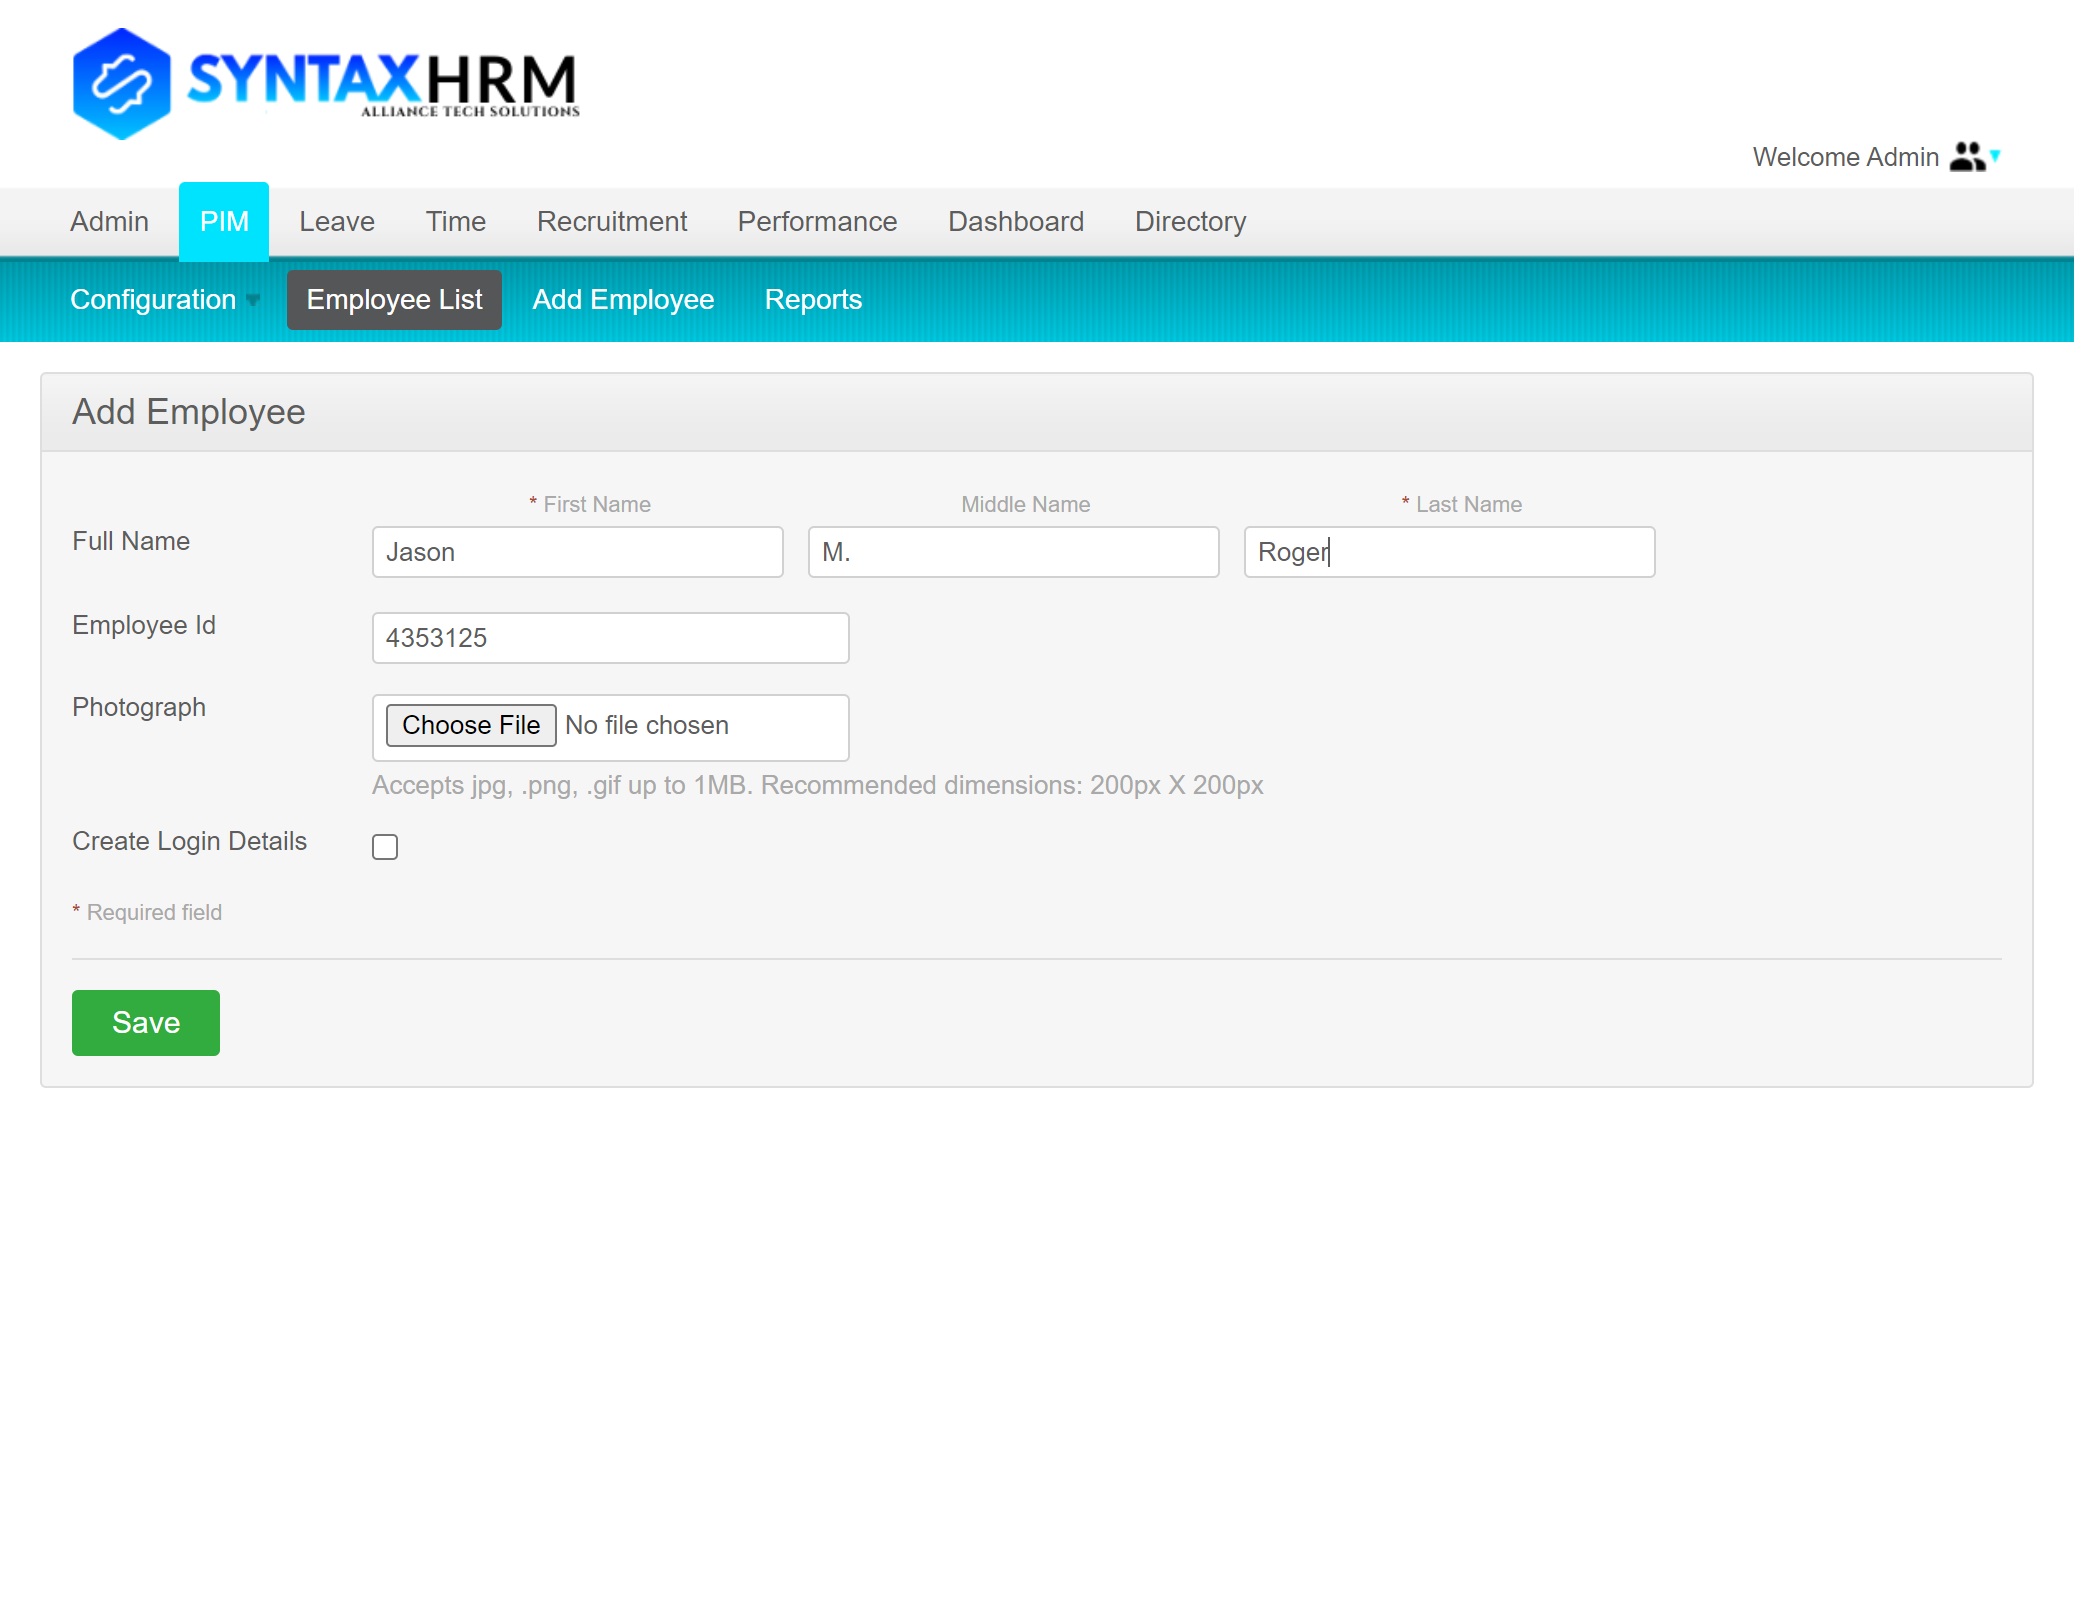 SYNTAXHRM
ALLIANCE TECH SOLUTIONS
Welcome Admin
Admin PIM Leave Time Recruitment Performance Dashboard Directory
Configuration Employee List Add Employee Reports
Add Employee
* First Name Middle Name * Last Name
Full Name Jason M. Roger
Employee Id 4353125
Photograph Choose File No file chosen
Accepts jpg, .png, .gif up to 1MB. Recommended dimensions: 200px X 200px
Create Login Details
* Required field
Save